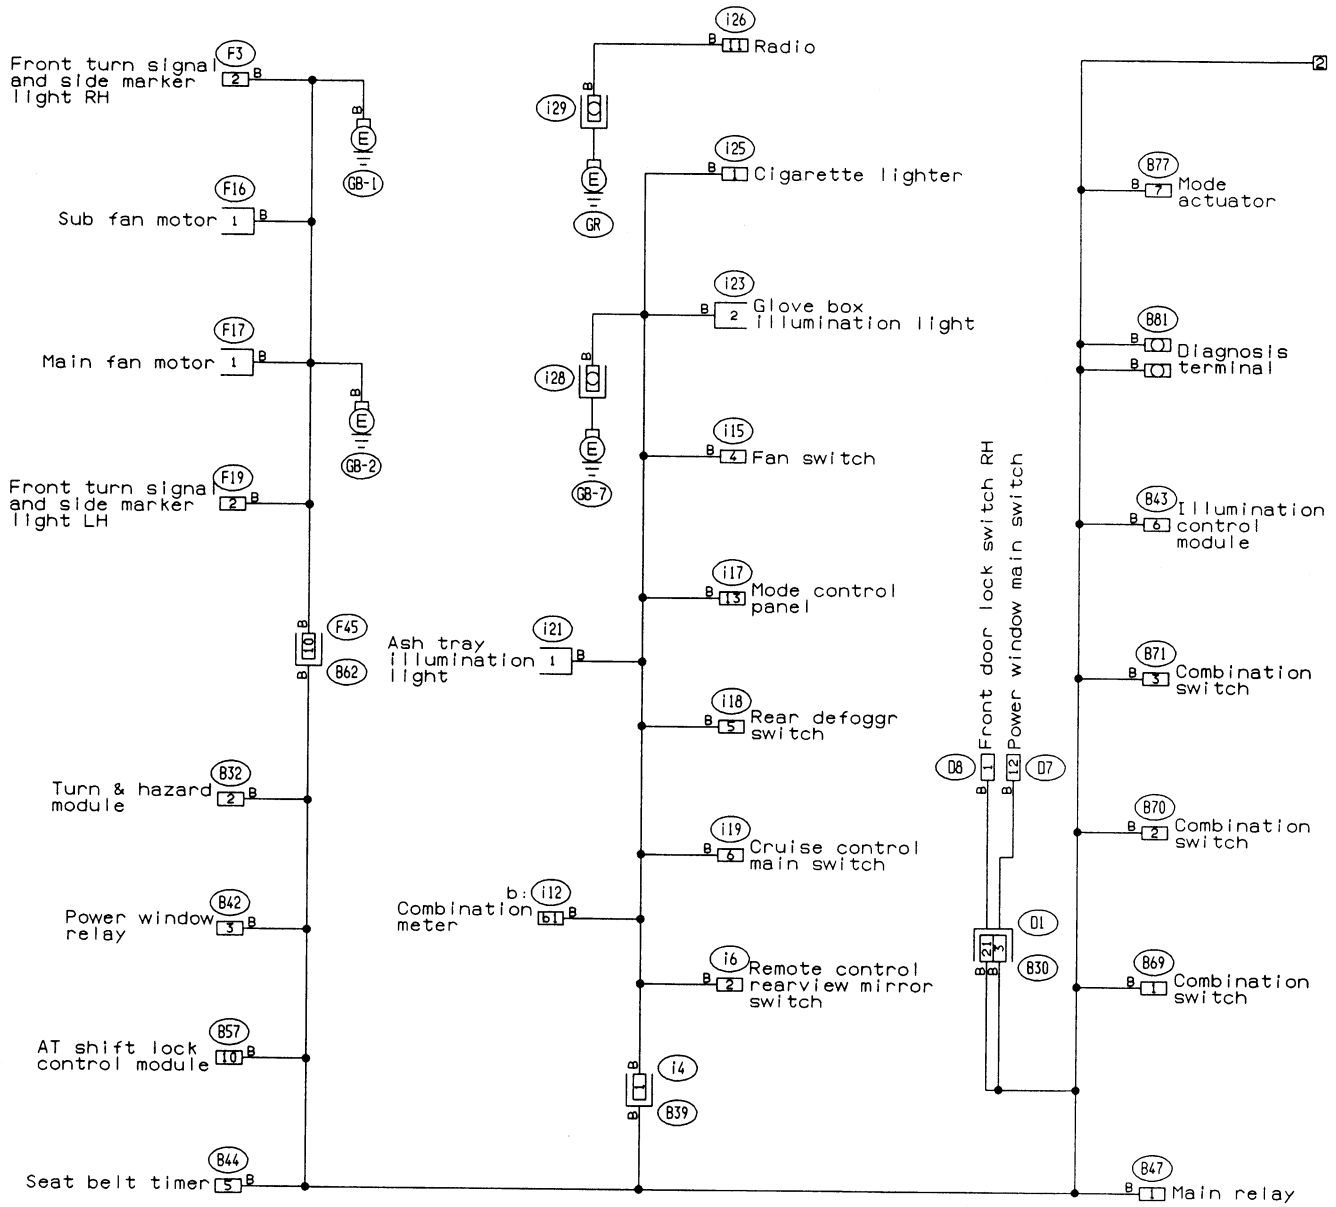 F3
Front turn signal
and side marker
light RH
2
B
B
E
GB-1
F16
Sub fan motor
1
B
F17
Main fan motor
1
B
B
E
GB-2
F19
Front turn signal
and side marker
light LH
2
B
B
10
F45
B62
B
B32
Turn & hazard
module
2
B
B42
Power window
relay
3
B
B57
AT shift lock
control module
10
B
B44
Seat belt timer
5
B
i26
B
11
Radio
B
i29
E
GR
i25
B
1
Cigarette lighter
i23
B
2
Glove box
illumination light
B
i28
E
GB-7
i15
B
4
Fan switch
i17
B
13
Mode control
panel
i21
Ash tray
illumination
light
1
B
i18
B
5
Rear defoggr
switch
i19
B
6
Cruise control
main switch
b:
i12
Combination
meter
b1
B
i6
B
2
Remote control
rearview mirror
switch
B
i4
1
B39
B
2
B77
B
7
Mode
actuator
B81
B
B
Diagnosis
terminal
B43
B
6
Illumination
control
module
Front door lock switch RH
Power window main switch
D8
1
12
D7
B
B
D1
21
3
B30
B
B
B71
B
3
Combination
switch
B70
B
2
Combination
switch
B69
B
1
Combination
switch
B47
B
1
Main relay